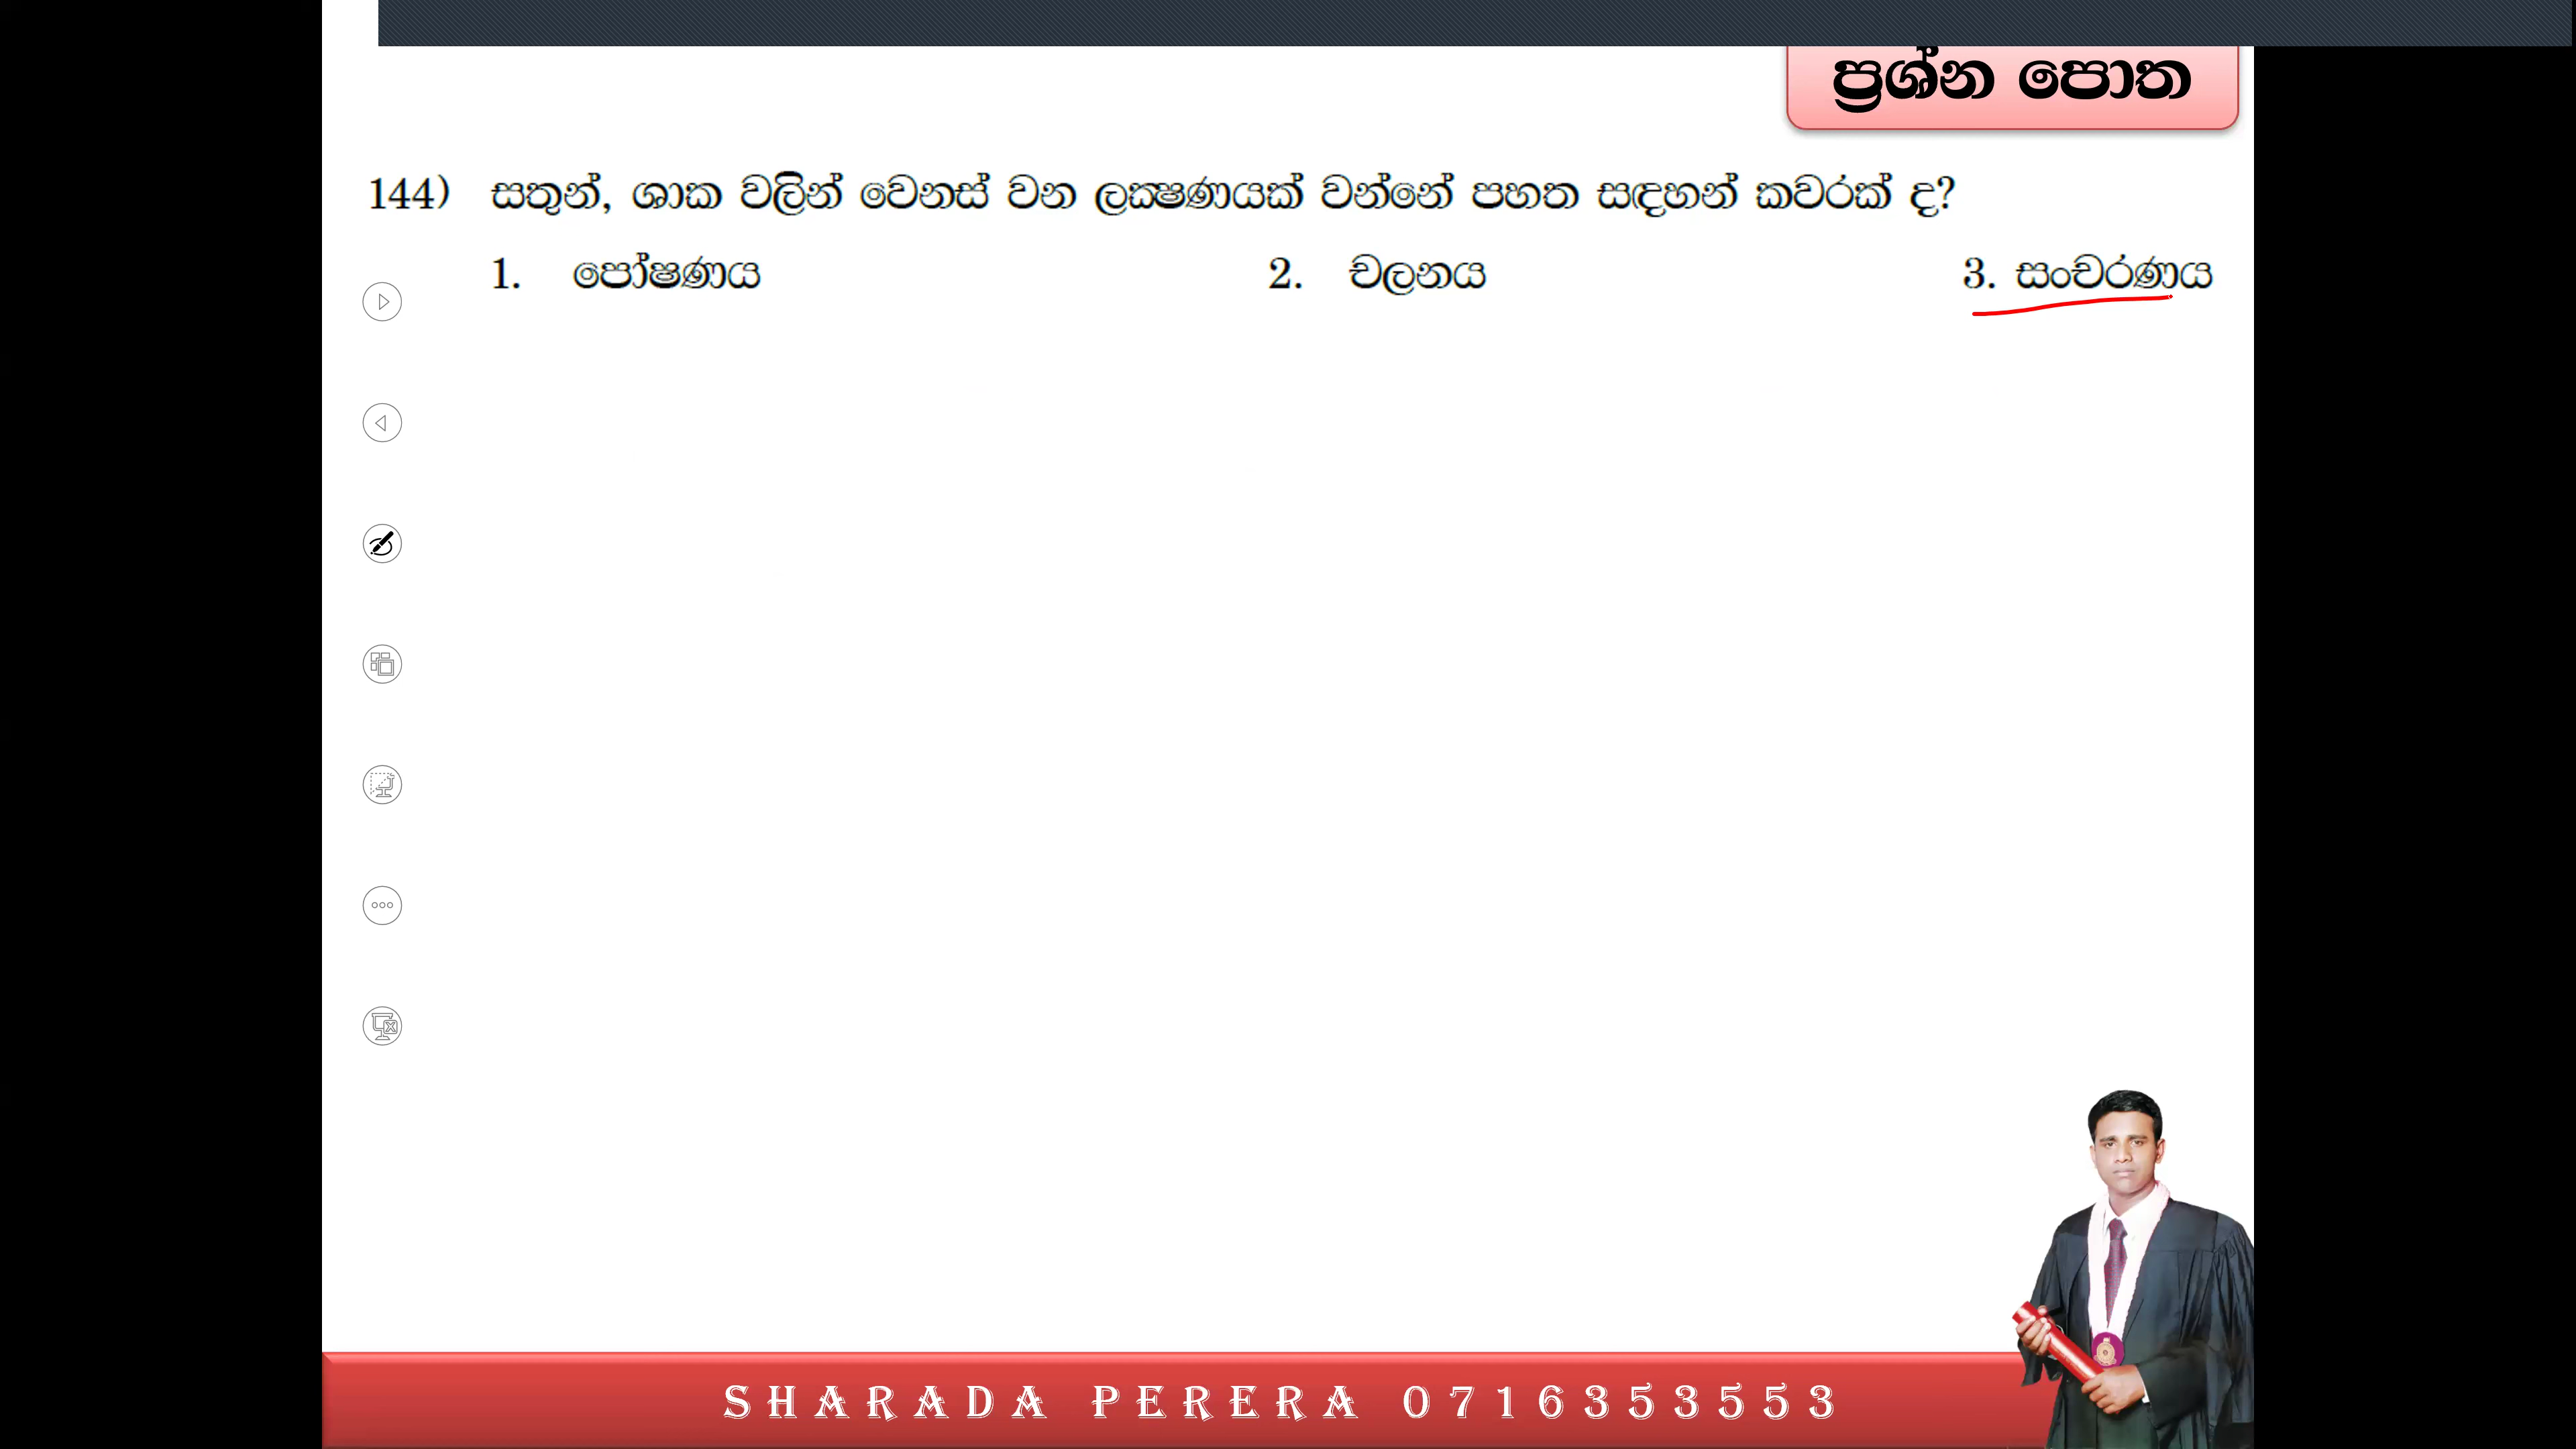 ප්‍රශ්න පොත
144) සතුන්, ශාක වලින් වෙනස් වන ලක්ෂණයක් වන්නේ පහත සඳහන් කවරක් ද?
1. පෝෂණය 2. චලනය 3. සංචරණය
SHARADA PERERA 0716353553